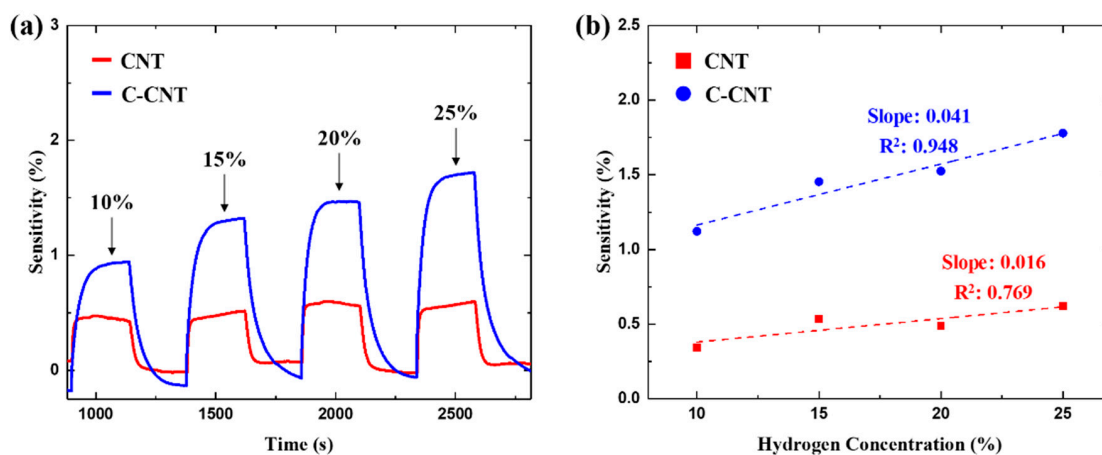 (a)
3
2
1
0
Sensitivity (%)
CNT
C-CNT
10%
15%
20%
25%
1000
1500
2000
2500
Time (s)
(b)
2.5
2.0
1.5
1.0
0.5
0.0
Sensitivity (%)
CNT
C-CNT
Slope: 0.041
R²: 0.948
Slope: 0.016
R²: 0.769
10
15
20
25
Hydrogen Concentration (%)